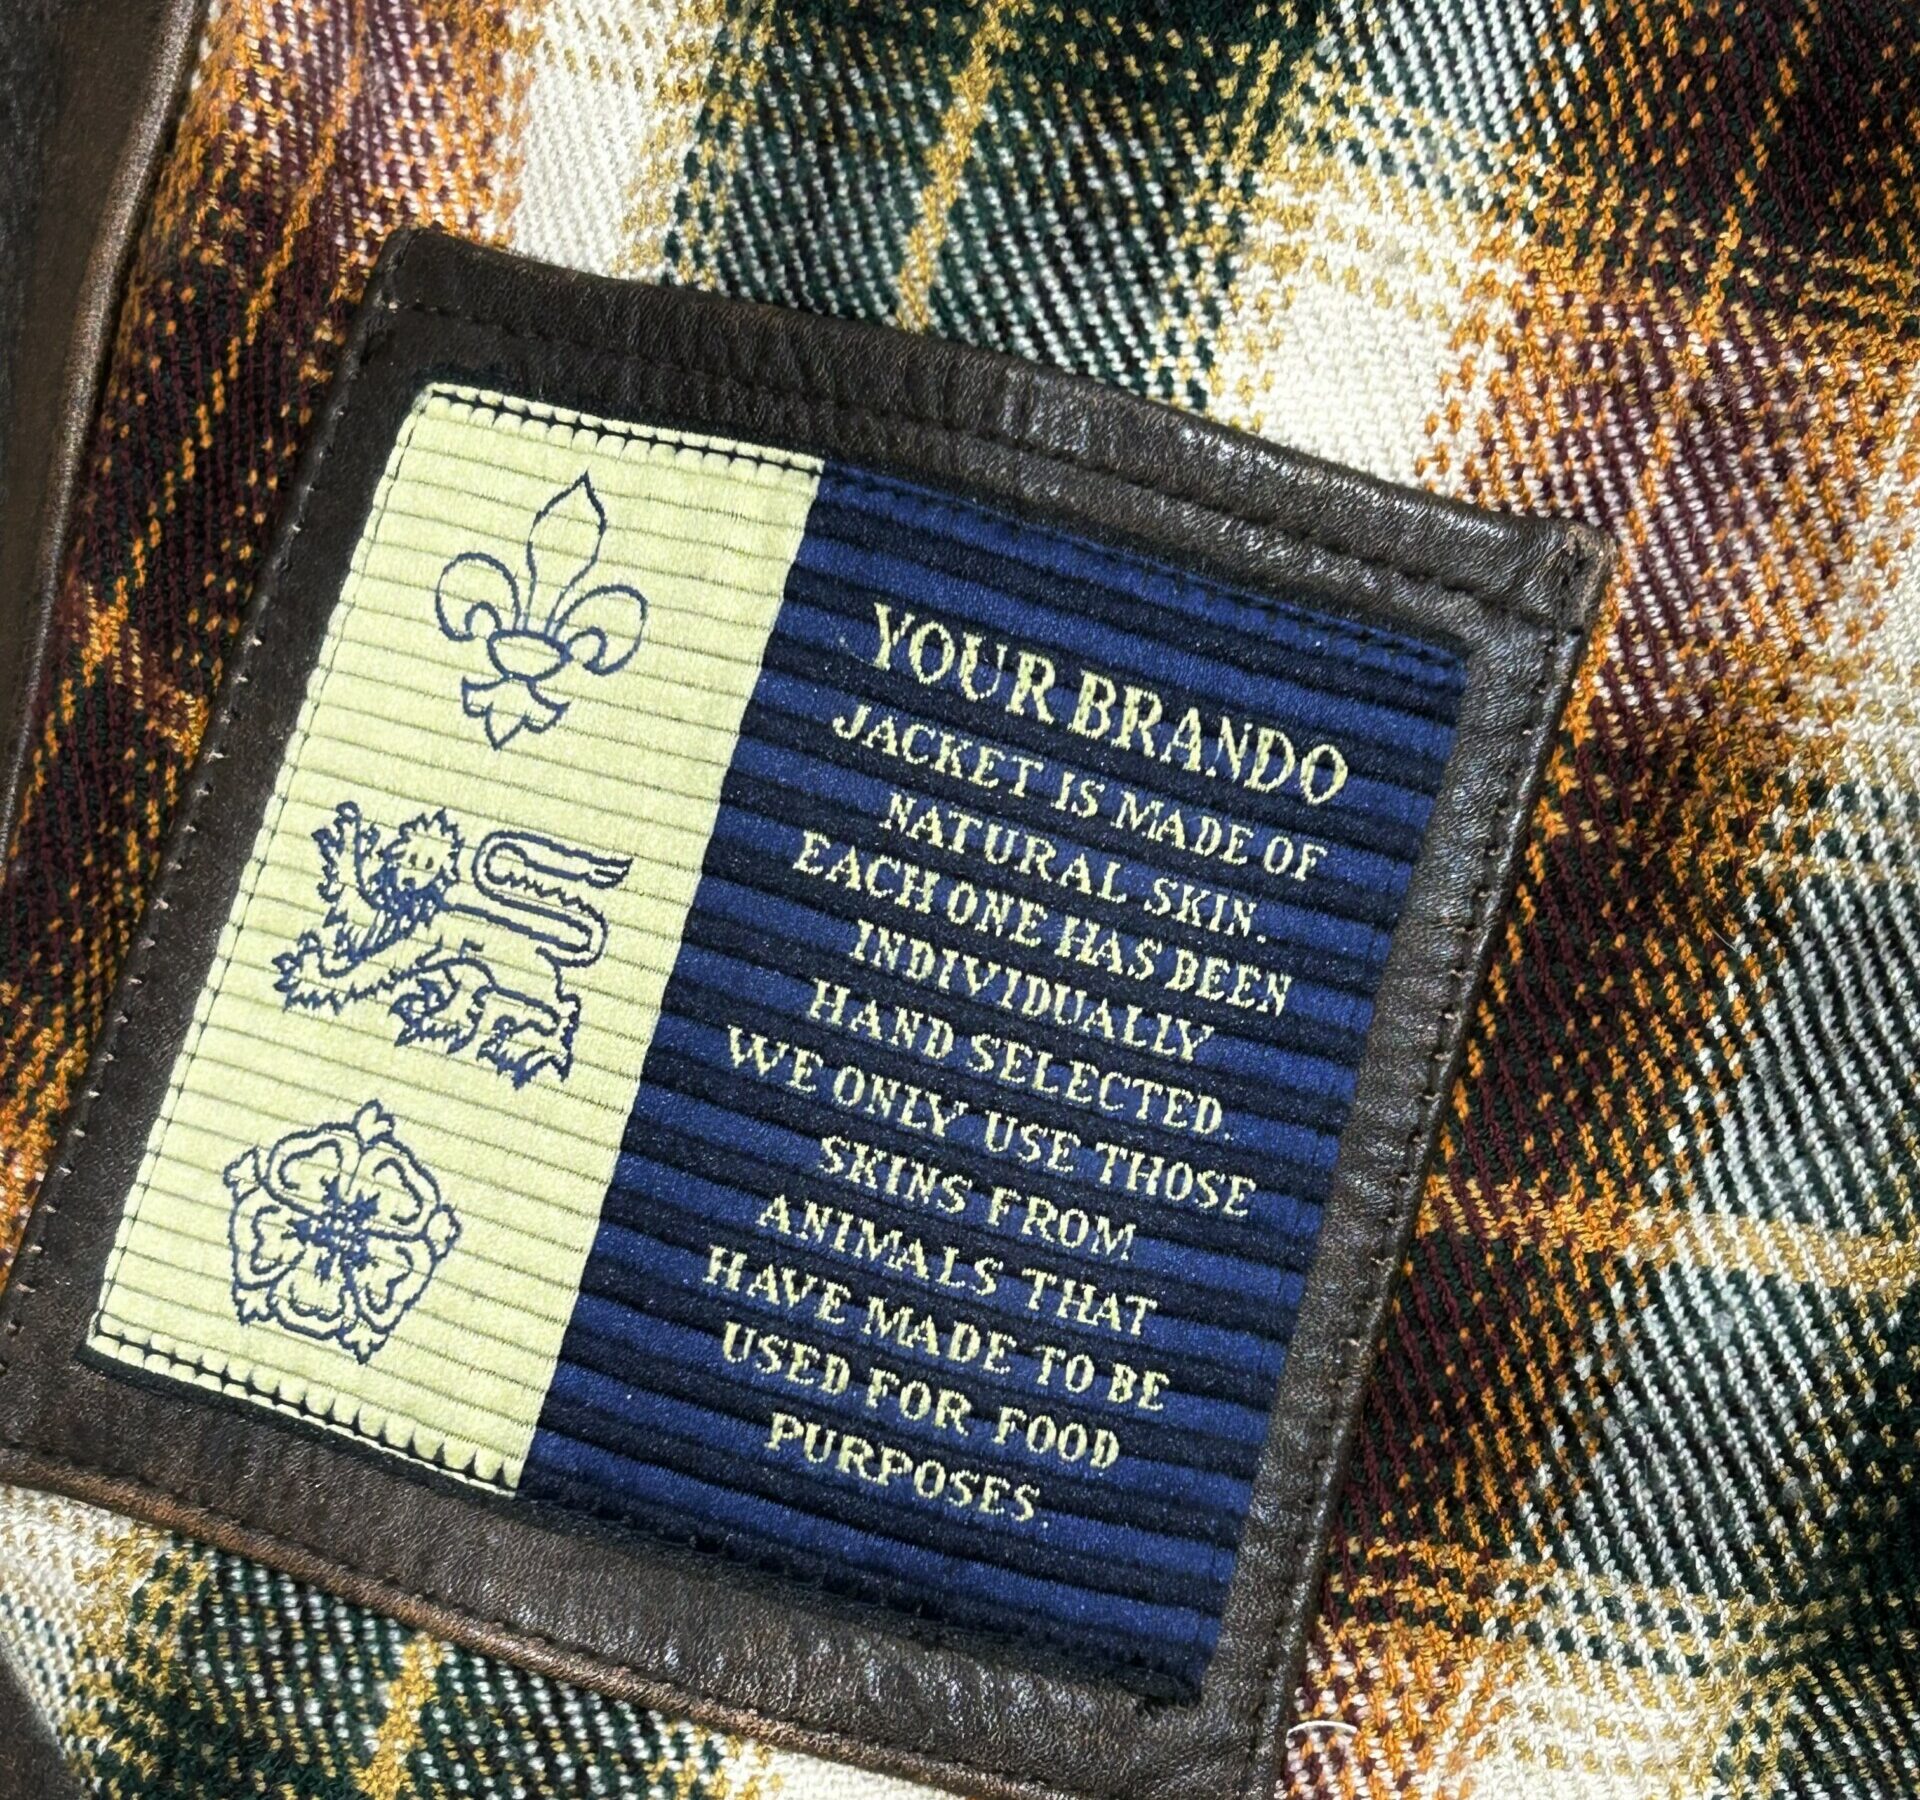 YOUR BRANDO
JACKET IS MADE OF
NATURAL SKIN.
EACH ONE HAS BEEN
INDIVIDUALLY
HAND SELECTED.
WE ONLY USE THOSE
SKINS FROM
ANIMALS THAT
HAVE MADE TO BE
USED FOR FOOD
PURPOSES.